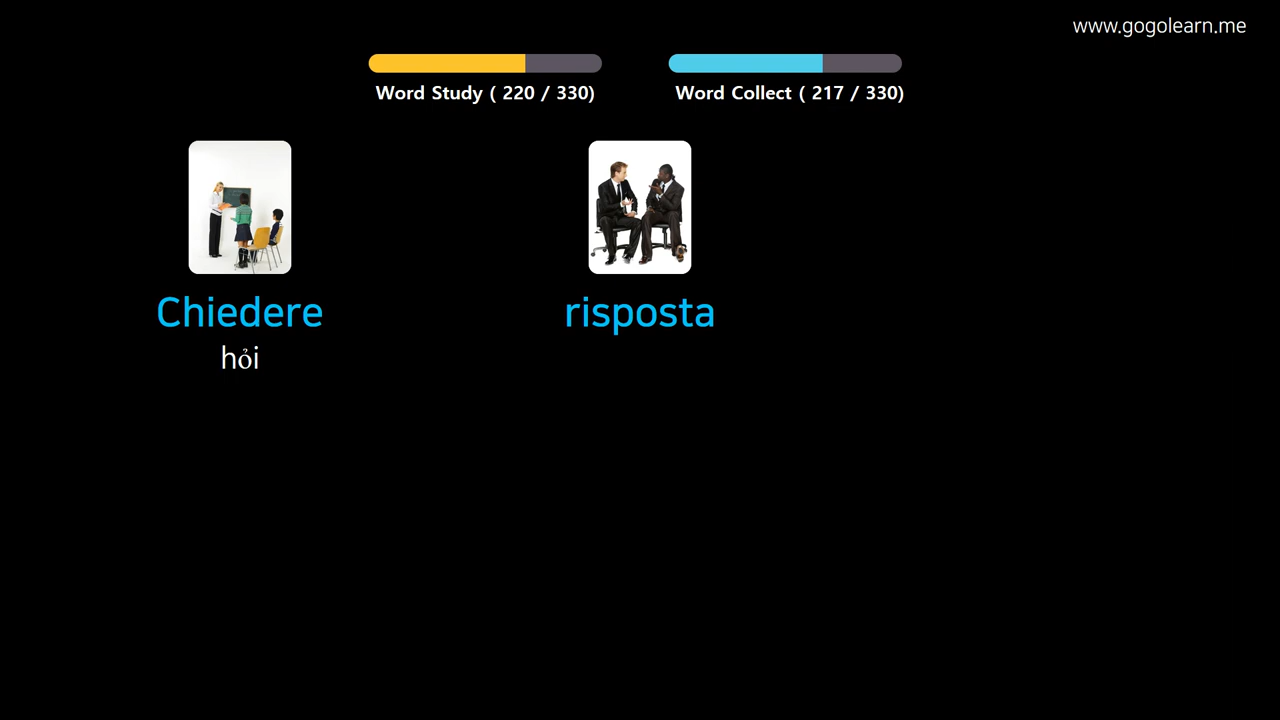 www.gogolearn.me
Word Study ( 220 / 330)
Word Collect ( 217 / 330)
Chiedere
hỏi
risposta